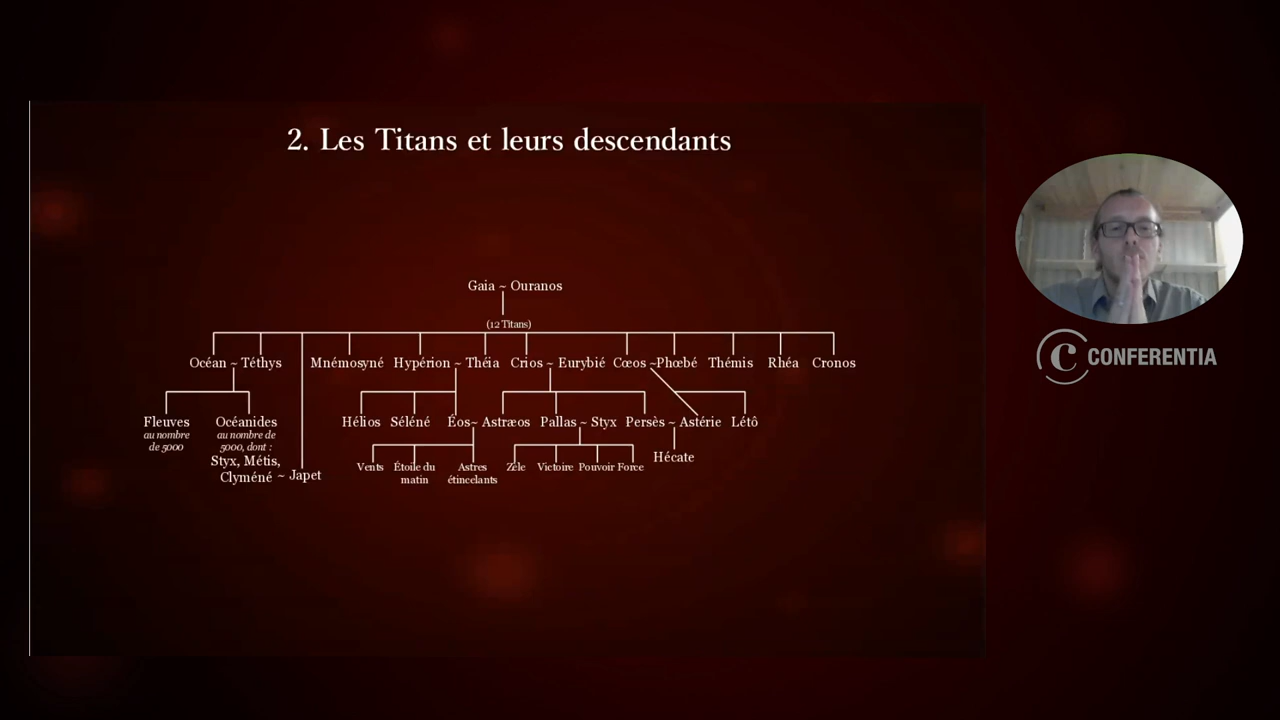 2. Les Titans et leurs descendants
Gaia ~ Ouranos
(12 Titans)
Océan ~ Téthys Mnémosyné Hypérion ~ Théia Crios ~ Eurybié Cœos ~Phœbé Thémis Rhéa Cronos
Fleuves Océanides Hélios Séléné Éos~ Astræos Pallas ~ Styx Persès ~ Astérie Létô
au nombre au nombre de
de 5000 5000, dont :
Styx, Métis, Hécate
Vents Étoile du Astres Zèle Victoire Pouvoir Force
Clyméné ~ Japet matin étincelants
C CONFERENTIA